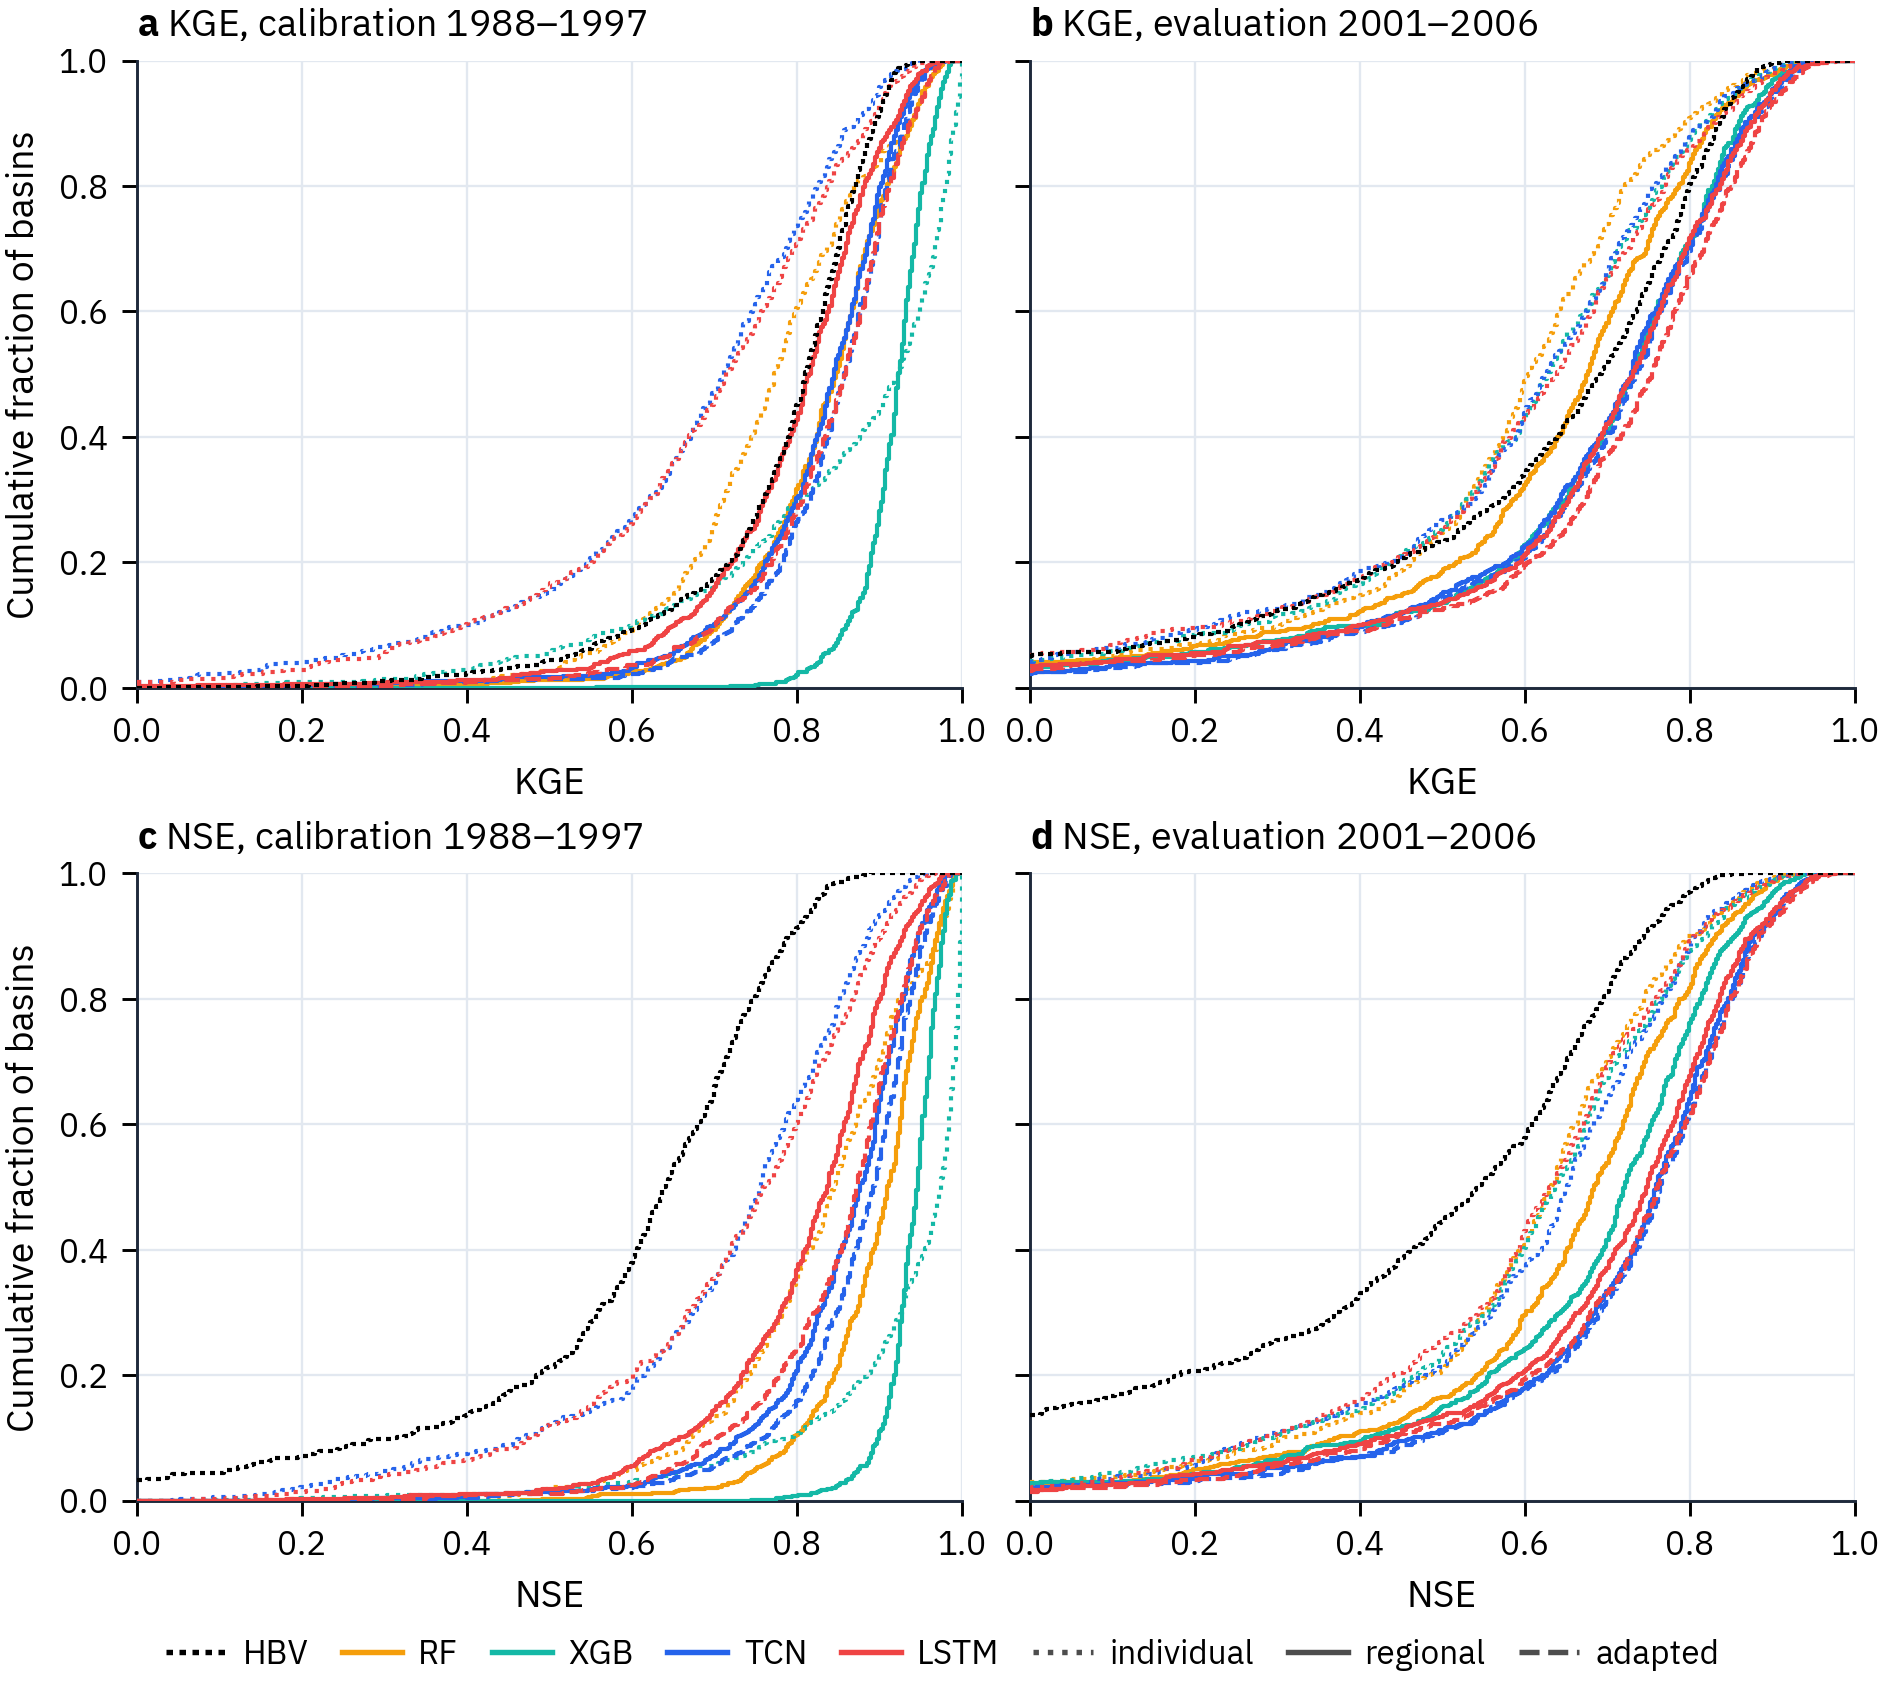 a KGE, calibration 1988–1997
b KGE, evaluation 2001–2006
Cumulative fraction of basins
1.0
0.8
0.6
0.4
0.2
0.0
0.0 0.2 0.4 0.6 0.8 1.0
0.0 0.2 0.4 0.6 0.8 1.0
KGE
KGE
c NSE, calibration 1988–1997
d NSE, evaluation 2001–2006
Cumulative fraction of basins
1.0
0.8
0.6
0.4
0.2
0.0
0.0 0.2 0.4 0.6 0.8 1.0
0.0 0.2 0.4 0.6 0.8 1.0
NSE
NSE
HBV RF XGB TCN LSTM individual regional adapted